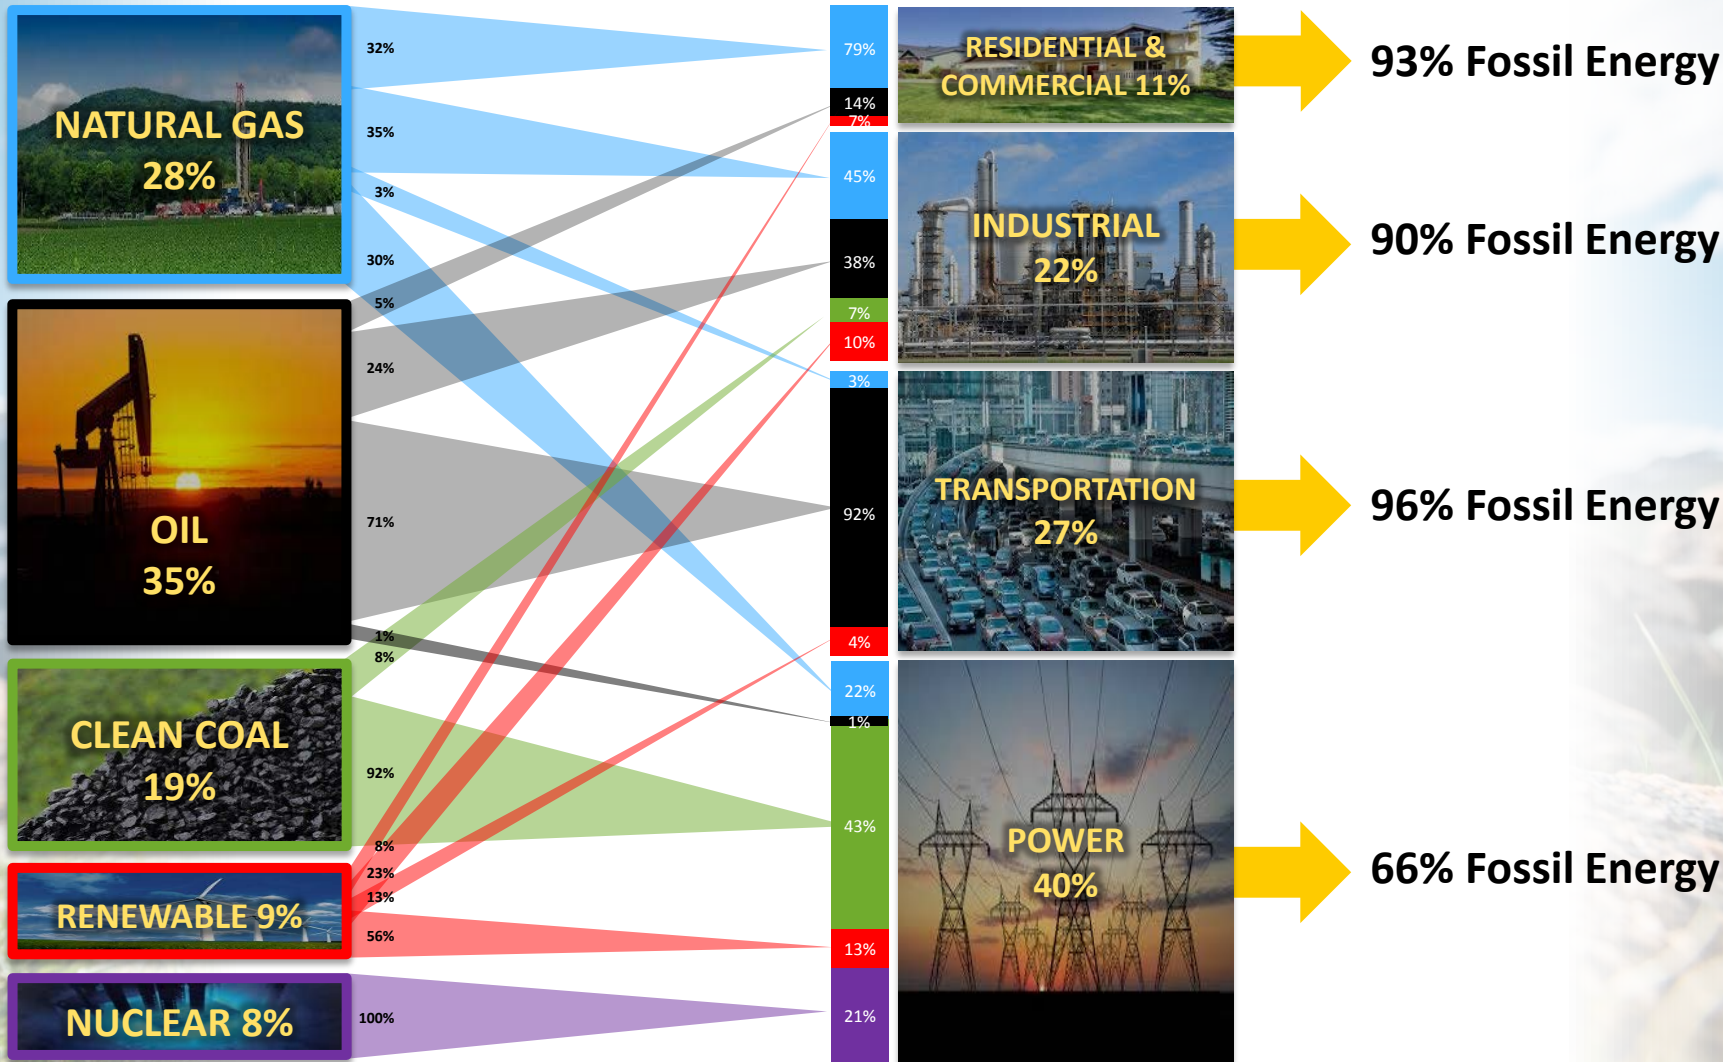 NATURAL GAS
28%
OIL
35%
CLEAN COAL
19%
RENEWABLE 9%
NUCLEAR 8%
32%
35%
3%
30%
5%
24%
71%
1%
8%
92%
8%
23%
13%
56%
100%
79%
14%
7%
45%
38%
7%
10%
3%
92%
4%
22%
1%
43%
13%
21%
RESIDENTIAL &
COMMERCIAL 11%
INDUSTRIAL
22%
TRANSPORTATION
27%
POWER
40%
93% Fossil Energy
90% Fossil Energy
96% Fossil Energy
66% Fossil Energy